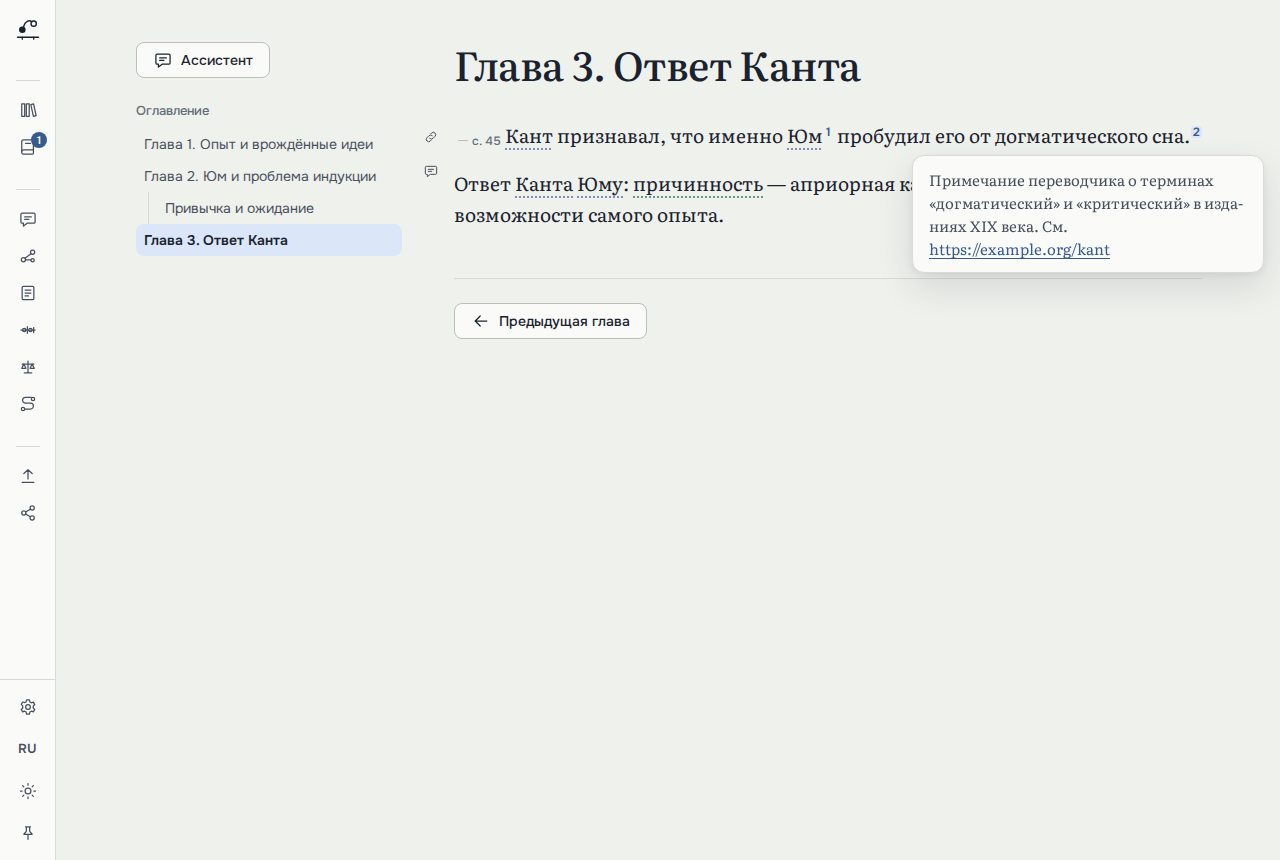 1
RU
Ассистент
Оглавление
Глава 1. Опыт и врождённые идеи
Глава 2. Юм и проблема индукции
Привычка и ожидание
Глава 3. Ответ Канта
Глава 3. Ответ Канта
— с. 45 Кант признавал, что именно Юм1 пробудил его от догматического сна.2
Ответ Канта Юму: причинность — априорная
возможности самого опыта.
Примечание переводчика о терминах
«догматический» и «критический» в изда-
ниях XIX века. См.
https://example.org/kant
Предыдущая глава